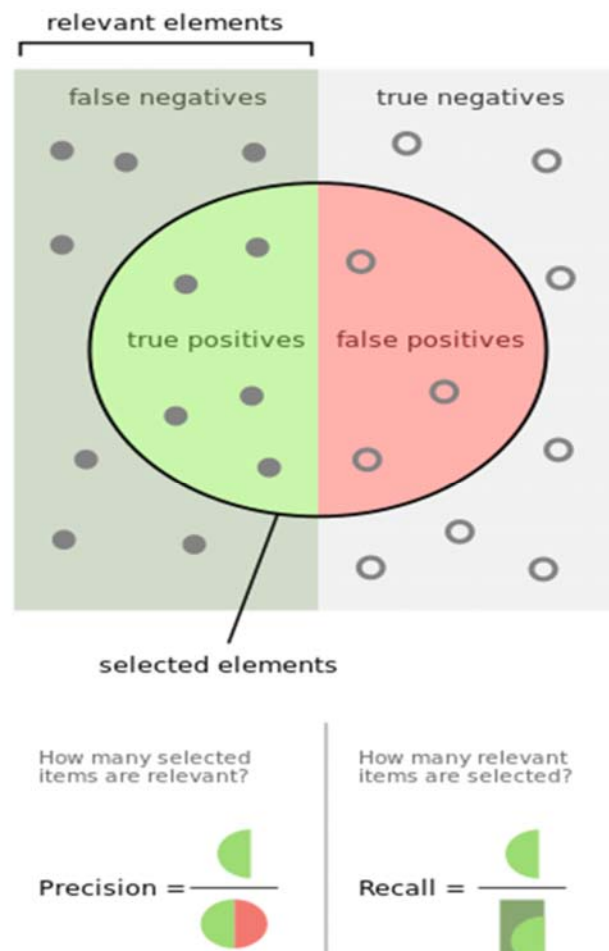 relevant elements
false negatives
true negatives
true positives
false positives
selected elements
How many selected
items are relevant?
How many relevant
items are selected?
Precision =
Recall =